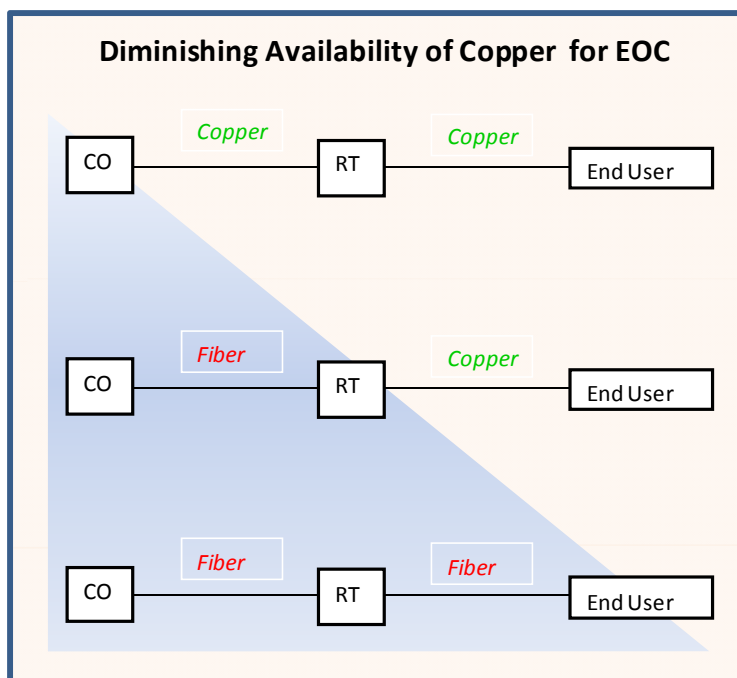 Diminishing Availability of Copper for EOC
Copper
Copper
CO
RT
End User
Fiber
Copper
CO
RT
End User
Fiber
Fiber
CO
RT
End User